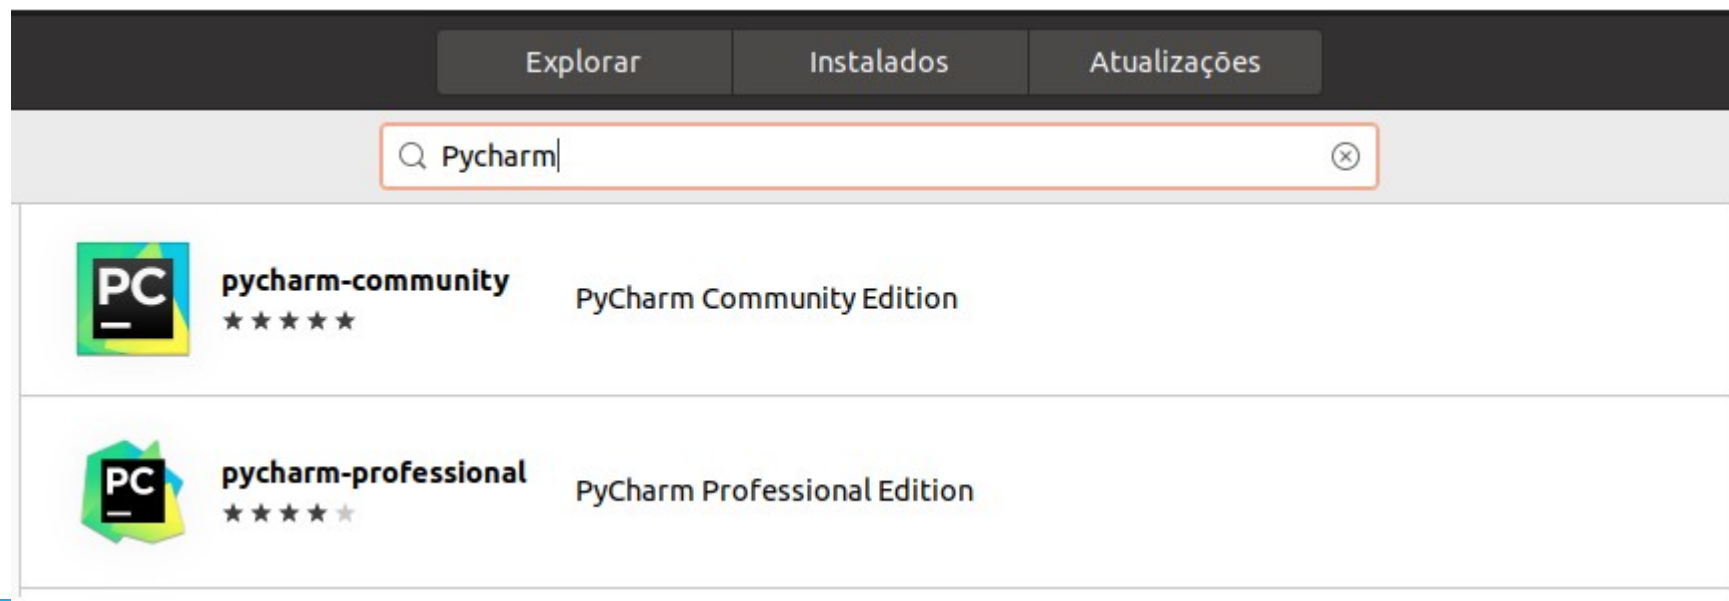 Explorar Instalados Atualizações
Pycharm
PC
pycharm-community
PyCharm Community Edition
PC
pycharm-professional
PyCharm Professional Edition